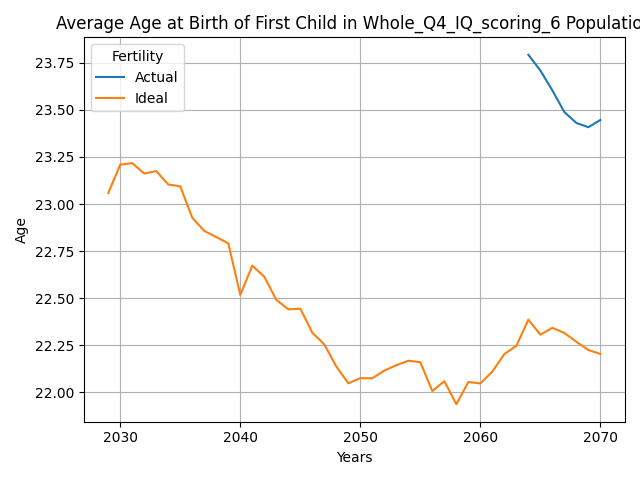 Average Age at Birth of First Child in Whole_Q4_IQ_scoring_6 Populatio
Fertility
Actual
Ideal
23.75
23.50
23.25
23.00
22.75
22.50
22.25
22.00
Age
2030 2040 2050 2060 2070
Years